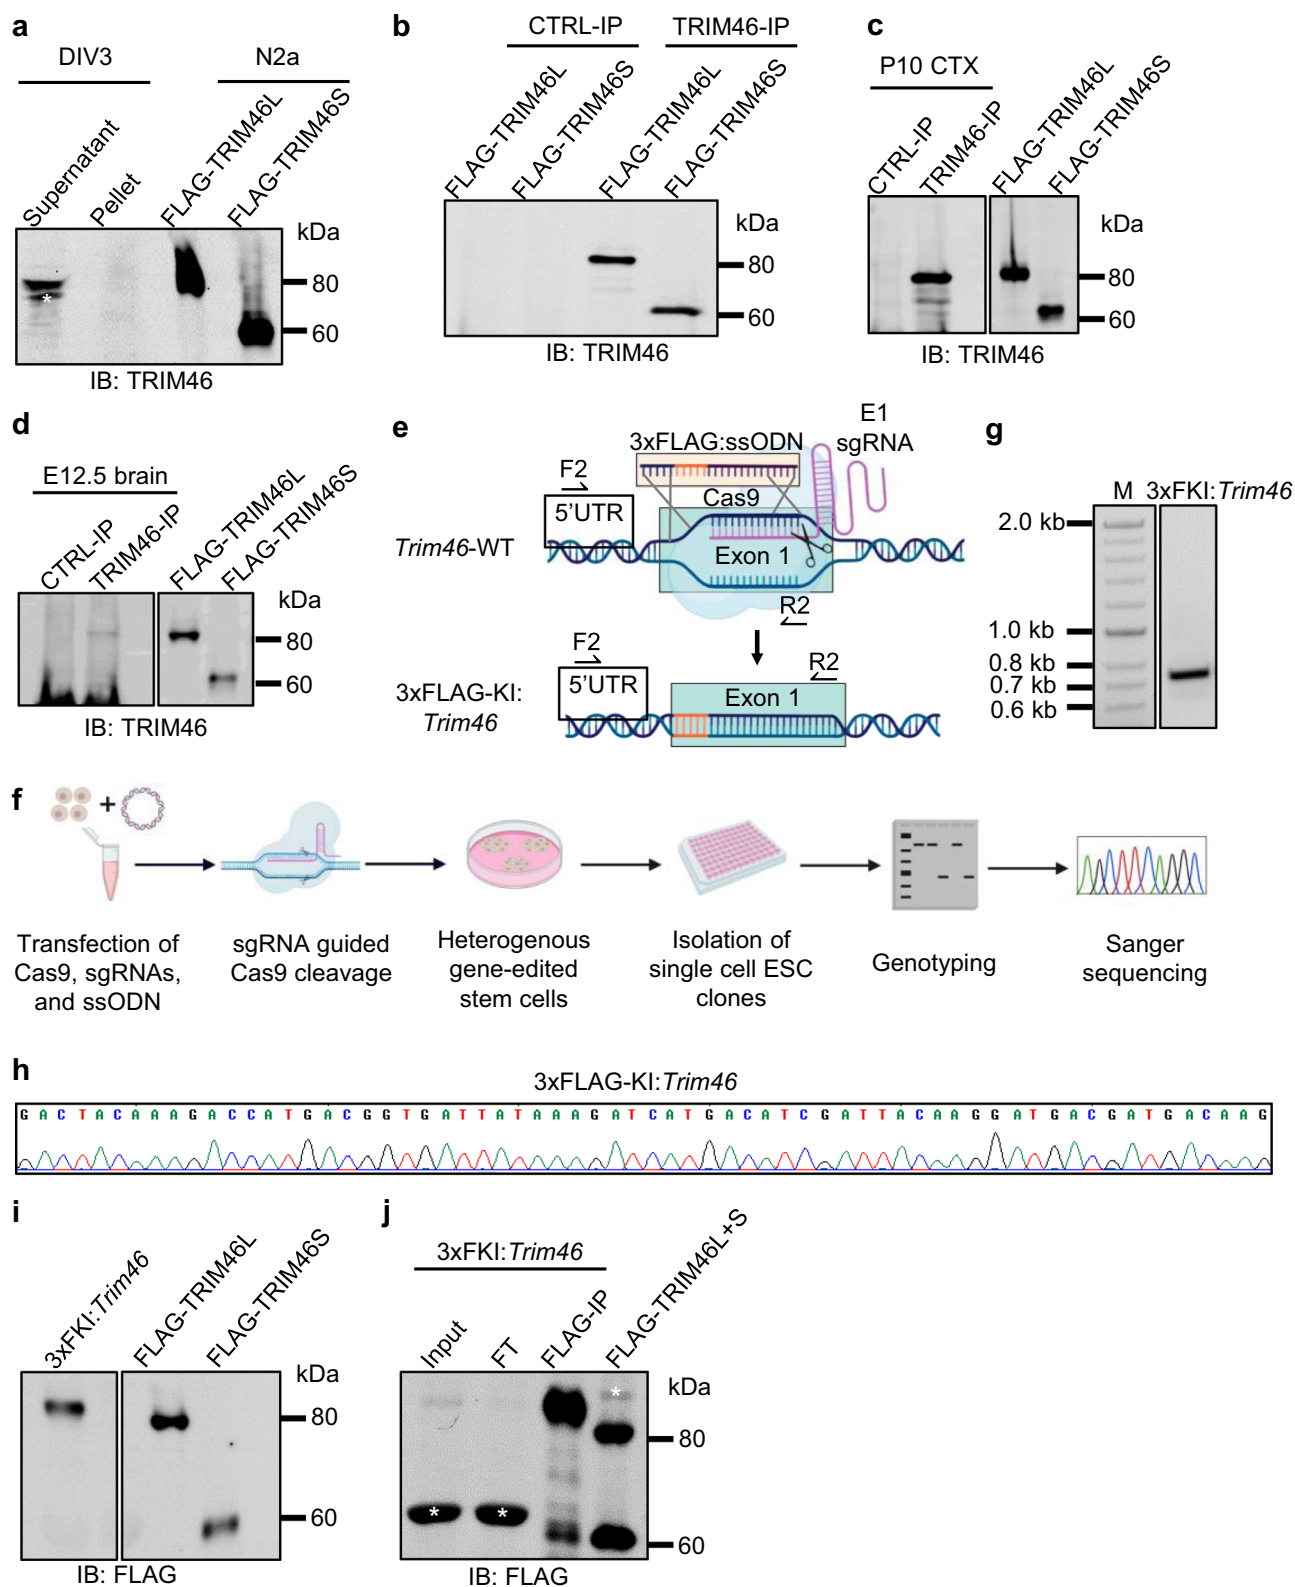 a
DIV3
N2a
Supernatant
Pellet
FLAG-TRIM46L
FLAG-TRIM46S
kDa
80
60
*
IB: TRIM46
b
CTRL-IP
TRIM46-IP
FLAG-TRIM46L
FLAG-TRIM46S
FLAG-TRIM46L
FLAG-TRIM46S
kDa
80
60
IB: TRIM46
c
P10 CTX
CTRL-IP
TRIM46-IP
FLAG-TRIM46L
FLAG-TRIM46S
kDa
80
60
IB: TRIM46
d
E12.5 brain
CTRL-IP
TRIM46-IP
FLAG-TRIM46L
FLAG-TRIM46S
kDa
80
60
IB: TRIM46
e
E1
sgRNA
3xFLAG:ssODN
F2
Cas9
5'UTR
Trim46-WT
Exon 1
R2
F2
R2
5'UTR
Exon 1
3xFLAG-KI:
Trim46
g
M 3xFKI:Trim46
2.0 kb
1.0 kb
0.8 kb
0.7 kb
0.6 kb
f
+
Transfection of
Cas9, sgRNAs,
and ssODN
sgRNA guided
Cas9 cleavage
Heterogenous
gene-edited
stem cells
Isolation of
single cell ESC
clones
Genotyping
Sanger
sequencing
h
3xFLAG-KI:Trim46
G A C T A C A A A G A C C A T G A C G G T G A T T A T A A A G A T C A T G A C A T C G A T T A C A A G G A T G A C G A T G A C A A G
i
3xFKI:Trim46
FLAG-TRIM46L
FLAG-TRIM46S
kDa
80
60
IB: FLAG
j
3xFKI:Trim46
Input
FT
FLAG-IP
FLAG-TRIM46L+S
kDa
*
80
* *
60
IB: FLAG